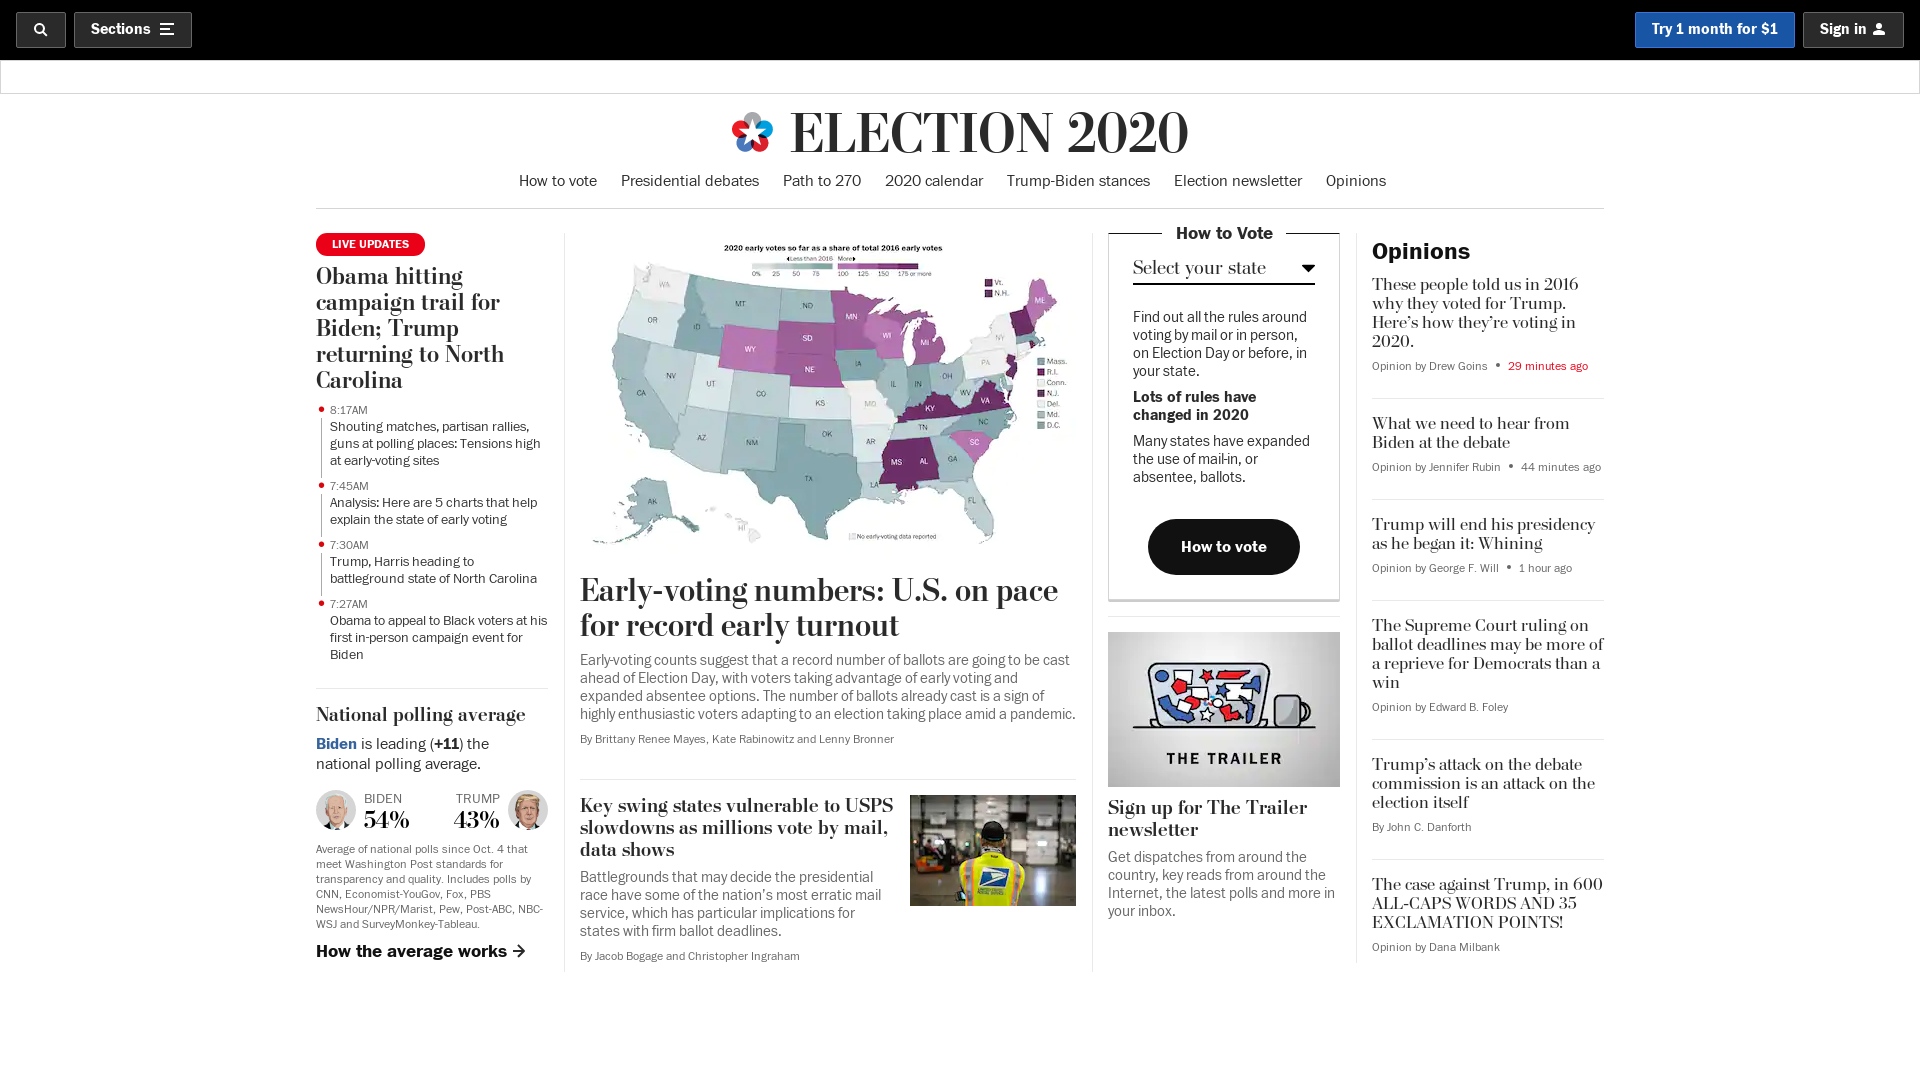 Sections
Try 1 month for $1
Sign in
ELECTION 2020
How to vote
Presidential debates
Path to 270
2020 calendar
Trump-Biden stances
Election newsletter
Opinions
LIVE UPDATES
Obama hitting
campaign trail for
Biden; Trump
returning to North
Carolina
8:17AM
Shouting matches, partisan rallies,
guns at polling places: Tensions high
at early-voting sites
7:45AM
Analysis: Here are 5 charts that help
explain the state of early voting
7:30AM
Trump, Harris heading to
battleground state of North Carolina
7:27AM
Obama to appeal to Black voters at his
first in-person campaign event for
Biden
National polling average
Biden is leading (+11) the
national polling average.
BIDEN
54%
TRUMP
43%
Average of national polls since Oct. 4 that
meet Washington Post standards for
transparency and quality. Includes polls by
CNN, Economist-YouGov, Fox, PBS
NewsHour/NPR/Marist, Pew, Post-ABC, NBC-
WSJ and SurveyMonkey-Tableau.
How the average works
2020 early votes so far as a share of total 2016 early votes
Less than 2016 More
0% 25 50 75 100 125 150 175 or more
WA
OR
CA
NV
ID
MT
WY
UT
AZ
CO
NM
ND
SD
NE
KS
OK
TX
MN
IA
MO
AR
LA
WI
IL
MI
IN
OH
KY
TN
MS
AL
GA
FL
SC
NC
VA
WV
PA
NY
ME
AK
HI
Vt.
N.H.
Mass.
R.I.
Conn.
N.J.
Del.
Md.
D.C.
No early-voting data reported
Early-voting numbers: U.S. on pace
for record early turnout
Early-voting counts suggest that a record number of ballots are going to be cast
ahead of Election Day, with voters taking advantage of early voting and
expanded absentee options. The number of ballots already cast is a sign of
highly enthusiastic voters adapting to an election taking place amid a pandemic.
By Brittany Renee Mayes, Kate Rabinowitz and Lenny Bronner
Key swing states vulnerable to USPS
slowdowns as millions vote by mail,
data shows
Battlegrounds that may decide the presidential
race have some of the nation's most erratic mail
service, which has particular implications for
states with firm ballot deadlines.
By Jacob Bogage and Christopher Ingraham
How to Vote
Select your state
Find out all the rules around
voting by mail or in person,
on Election Day or before, in
your state.
Lots of rules have
changed in 2020
Many states have expanded
the use of mail-in, or
absentee, ballots.
How to vote
THE TRAILER
Sign up for The Trailer
newsletter
Get dispatches from around the
country, key reads from around the
Internet, the latest polls and more in
your inbox.
Opinions
These people told us in 2016
why they voted for Trump.
Here's how they're voting in
2020.
Opinion by Drew Goins • 29 minutes ago
What we need to hear from
Biden at the debate
Opinion by Jennifer Rubin • 44 minutes ago
Trump will end his presidency
as he began it: Whining
Opinion by George F. Will • 1 hour ago
The Supreme Court ruling on
ballot deadlines may be more of
a reprieve for Democrats than a
win
Opinion by Edward B. Foley
Trump's attack on the debate
commission is an attack on the
election itself
By John C. Danforth
The case against Trump, in 600
ALL-CAPS WORDS AND 35
EXCLAMATION POINTS!
Opinion by Dana Milbank